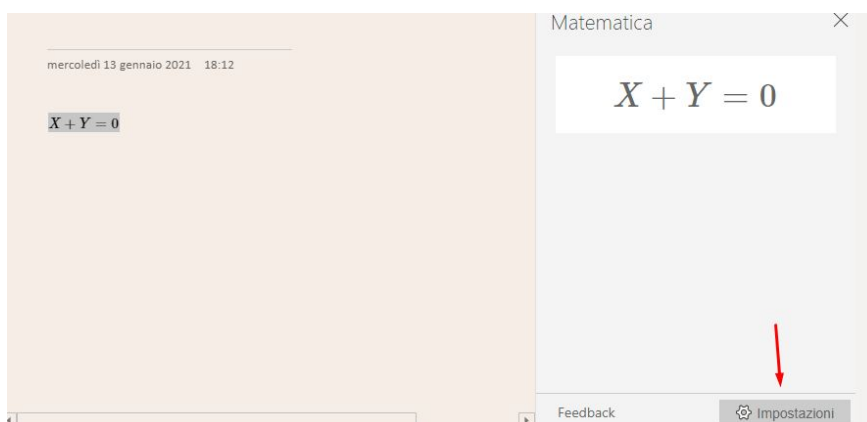 mercoledì 13 gennaio 2021 18:12
X + Y = 0
Matematica
X + Y = 0
Feedback
Impostazioni